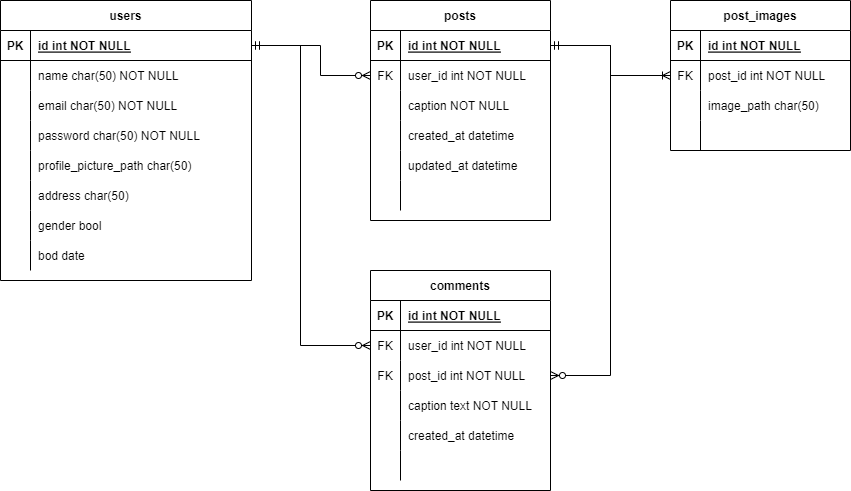 users
PK id int NOT NULL
name char(50) NOT NULL
email char(50) NOT NULL
password char(50) NOT NULL
profile_picture_path char(50)
address char(50)
gender bool
bod date
posts
PK id int NOT NULL
FK user_id int NOT NULL
caption NOT NULL
created_at datetime
updated_at datetime
post_images
PK id int NOT NULL
FK post_id int NOT NULL
image_path char(50)
comments
PK id int NOT NULL
FK user_id int NOT NULL
FK post_id int NOT NULL
caption text NOT NULL
created_at datetime